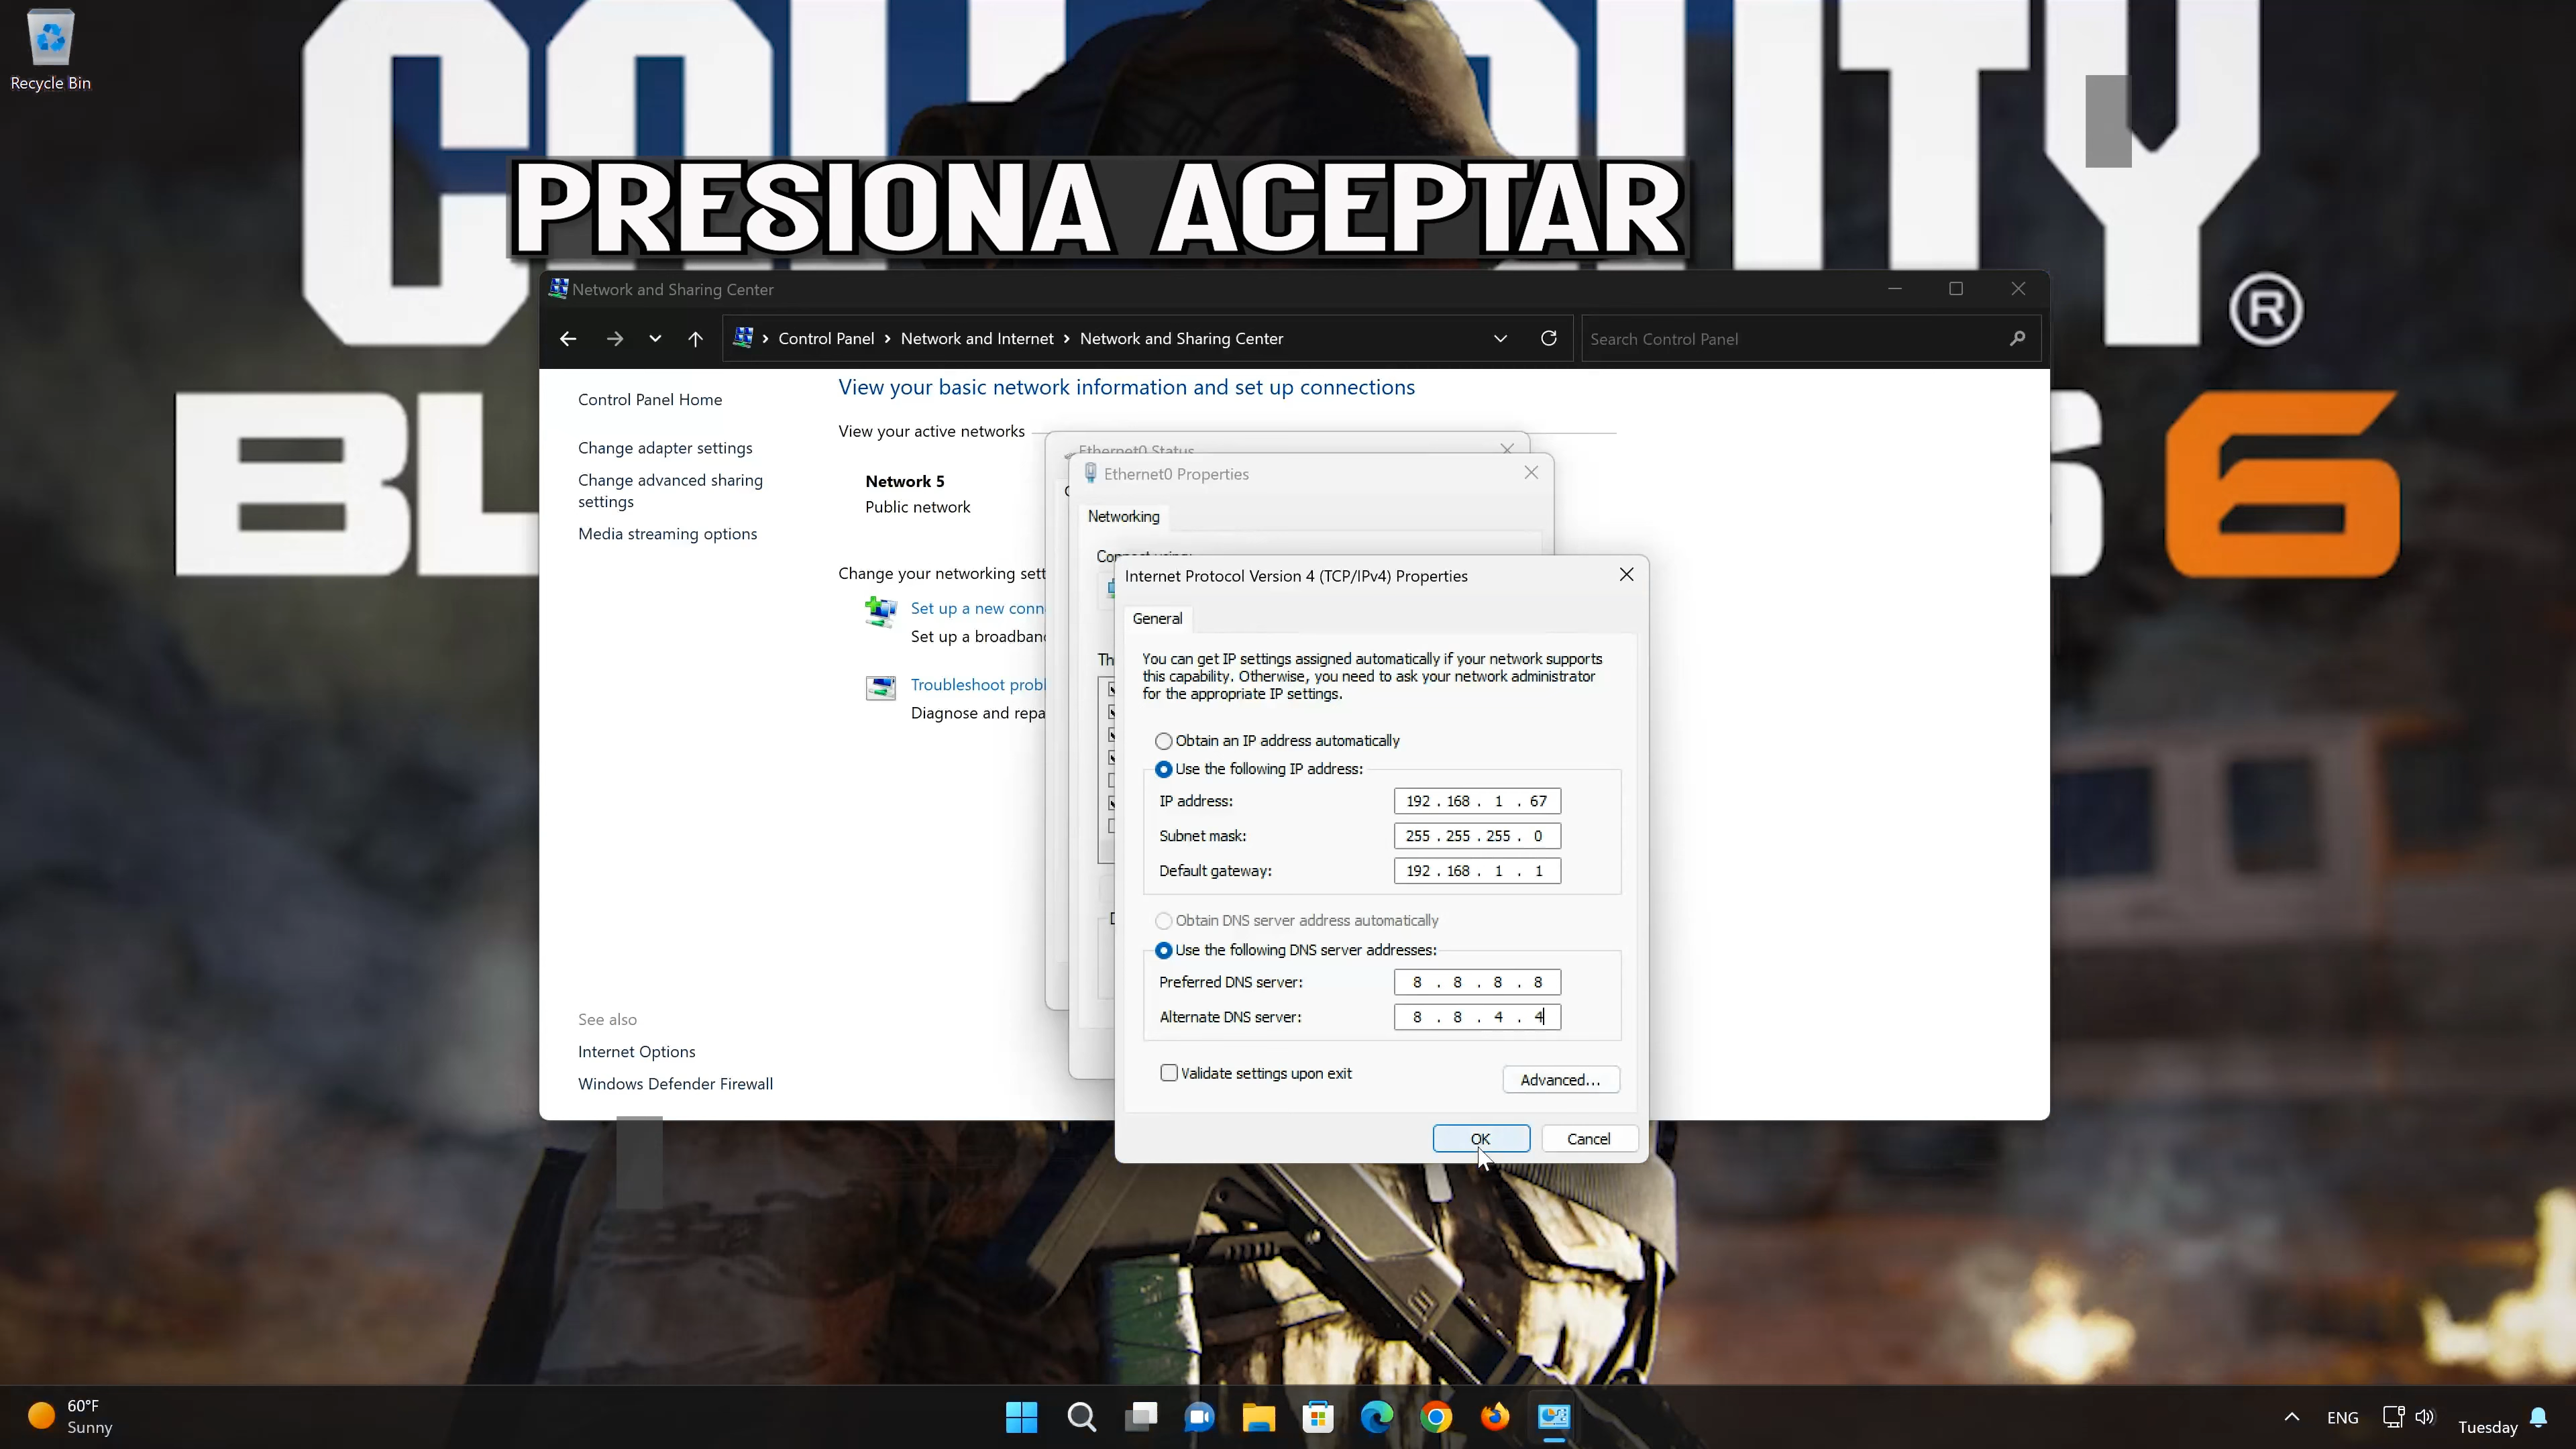 Recycle Bin
DUTY
®
BL
S 6
PRESIONA ACEPTAR
Network and Sharing Center
Control Panel > Network and Internet > Network and Sharing Center
Search Control Panel
Control Panel Home
Change adapter settings
Change advanced sharing
settings
Media streaming options
See also
Internet Options
Windows Defender Firewall
View your basic network information and set up connections
View your active networks
Network 5
Public network
Change your networking sett
Set up a new conn
Set up a broadban
Troubleshoot probl
Diagnose and repa
Ethernet0 Status
Ethernet0 Properties
Networking
Connect using:
Th
Internet Protocol Version 4 (TCP/IPv4) Properties
General
You can get IP settings assigned automatically if your network supports
this capability. Otherwise, you need to ask your network administrator
for the appropriate IP settings.
Obtain an IP address automatically
Use the following IP address:
IP address: 192 . 168 . 1 . 67
Subnet mask: 255 . 255 . 255 . 0
Default gateway: 192 . 168 . 1 . 1
Obtain DNS server address automatically
Use the following DNS server addresses:
Preferred DNS server: 8 . 8 . 8 . 8
Alternate DNS server: 8 . 8 . 4 . 4
Validate settings upon exit
Advanced...
OK Cancel
60°F
Sunny
ENG
Tuesday